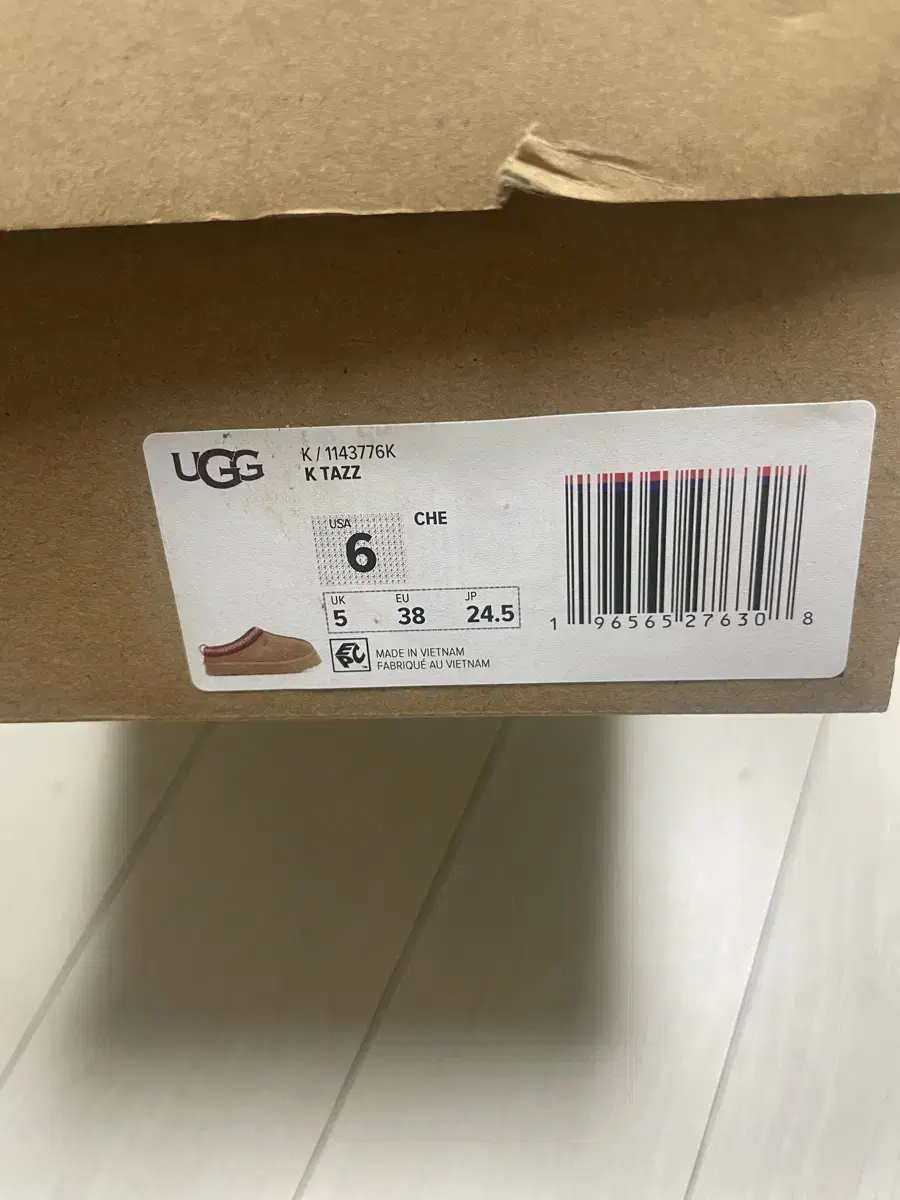 UGG
K / 1143776K
K TAZZ
USA
6
CHE
UK EU JP
5 38 24.5
EPC
MADE IN VIETNAM
FABRIQUÉ AU VIETNAM
1 96565 27630 8